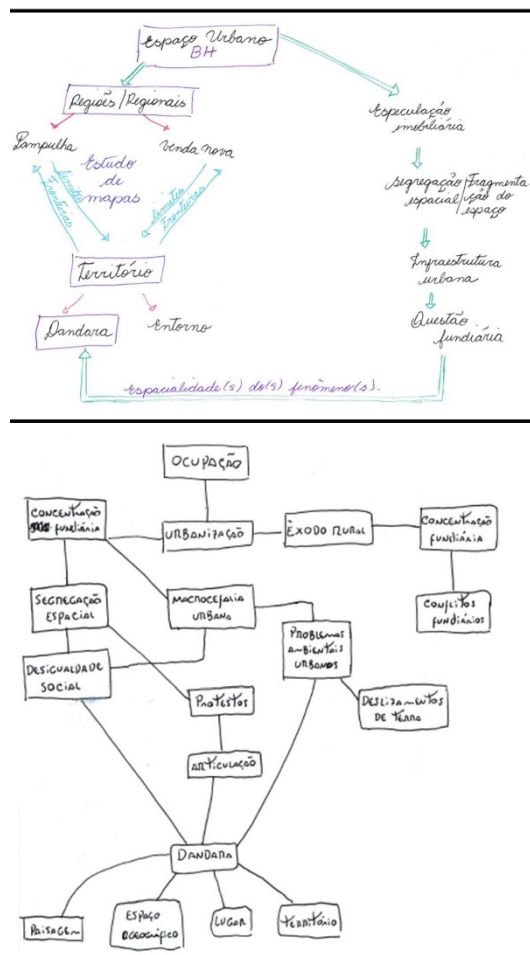 Espaço Urbano
BH
Regiões/Regionais
Pampulha
Venda nova
Estudo
de
mapas
Limites
Fronteiras
Limites
Fronteiras
Território
Dandara
Entorno
Especulação
imobiliária
segregação/Fragmenta
espacial/ção do
espaço
Infraestrutura
urbana
Questão
fundiária
Espacialidade(s) do(s) fenômeno(s).
OCUPAÇÃO
CONCENTRAÇÃO
FUNDIÁRIA
URBANIZAÇÃO
ÊXODO RURAL
CONCENTRAÇÃO
FUNDIÁRIA
SEGREGAÇÃO
ESPACIAL
MACROCEFALIA
URBANA
CONFLITOS
FUNDIÁRIOS
PROBLEMAS
AMBIENTAIS
URBANOS
DESIGUALDADE
SOCIAL
PROTESTOS
DESLIZAMENTOS
DE TERRA
ARTICULAÇÃO
DANDARA
PAISAGEM
ESPAÇO
GEOGRÁFICO
LUGAR
TERRITÓRIO